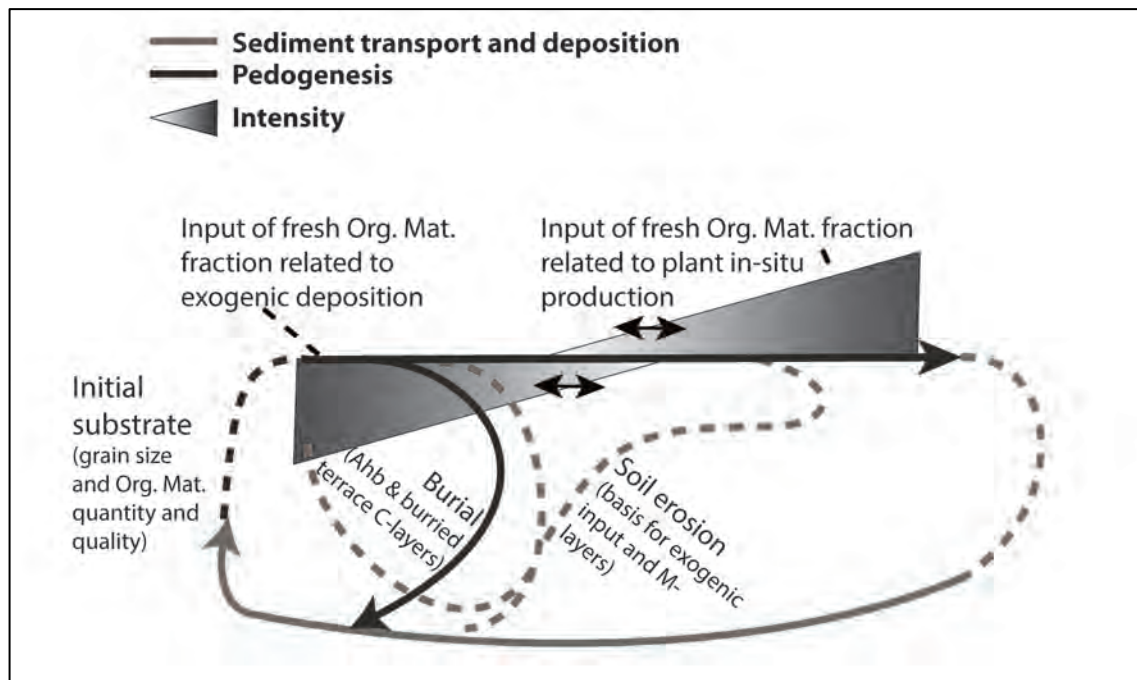 Sediment transport and deposition
Pedogenesis
Intensity
Input of fresh Org. Mat.
fraction related to
exogenic deposition
Input of fresh Org. Mat. fraction
related to plant in-situ
production
Initial
substrate
(grain size
and Org. Mat.
quantity and
quality)
Burial
(Ahb & burried
terrace C-layers)
Soil erosion
(basis for exogenic
input and M-
layers)